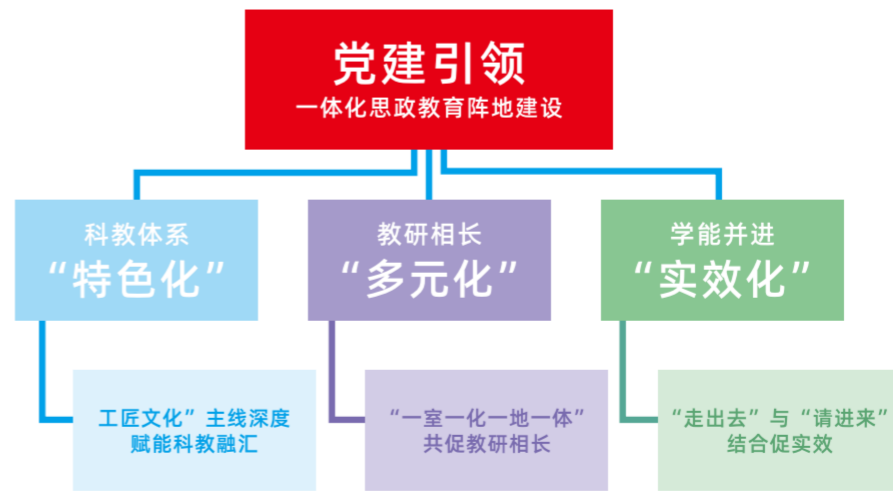 党建引领
一体化思政教育阵地建设
科教体系
“特色化”
教研相长
“多元化”
学能并进
“实效化”
工匠文化”主线深度
赋能科教融汇
“一室一化一地一体”
共促教研相长
“走出去”与“请进来”
结合促实效